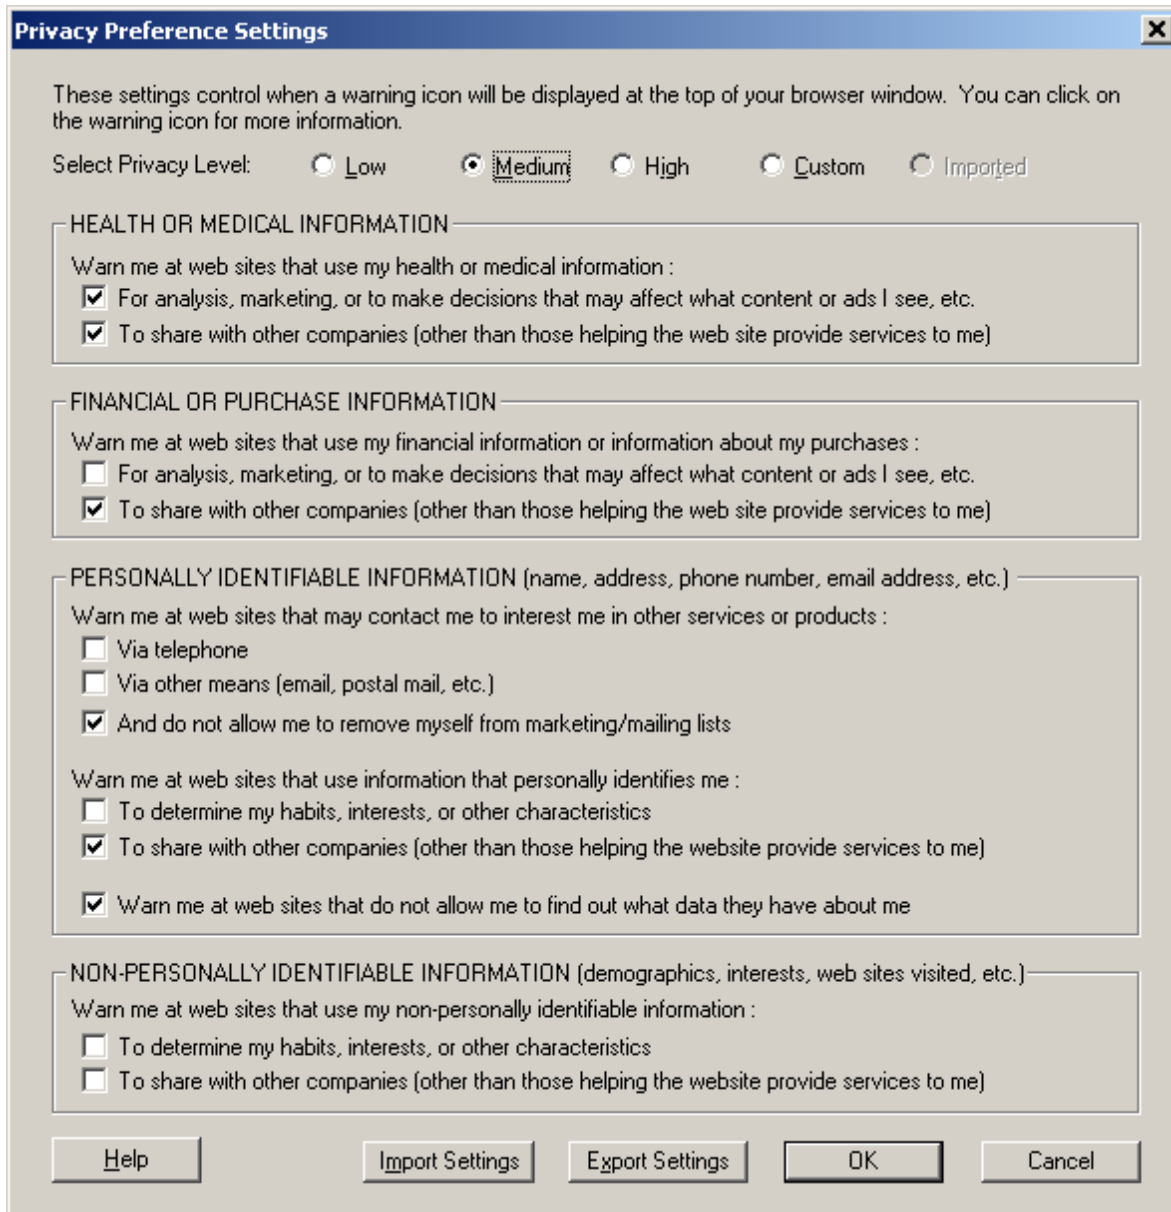 Privacy Preference Settings
These settings control when a warning icon will be displayed at the top of your browser window.  You can click on
the warning icon for more information.
Select Privacy Level: Low Medium High Custom Imported
HEALTH OR MEDICAL INFORMATION
Warn me at web sites that use my health or medical information :
For analysis, marketing, or to make decisions that may affect what content or ads I see, etc.
To share with other companies (other than those helping the web site provide services to me)
FINANCIAL OR PURCHASE INFORMATION
Warn me at web sites that use my financial information or information about my purchases :
For analysis, marketing, or to make decisions that may affect what content or ads I see, etc.
To share with other companies (other than those helping the web site provide services to me)
PERSONALLY IDENTIFIABLE INFORMATION (name, address, phone number, email address, etc.)
Warn me at web sites that may contact me to interest me in other services or products :
Via telephone
Via other means (email, postal mail, etc.)
And do not allow me to remove myself from marketing/mailing lists
Warn me at web sites that use information that personally identifies me :
To determine my habits, interests, or other characteristics
To share with other companies (other than those helping the website provide services to me)
Warn me at web sites that do not allow me to find out what data they have about me
NON-PERSONALLY IDENTIFIABLE INFORMATION (demographics, interests, web sites visited, etc.)
Warn me at web sites that use my non-personally identifiable information :
To determine my habits, interests, or other characteristics
To share with other companies (other than those helping the website provide services to me)
Help Import Settings Export Settings OK Cancel